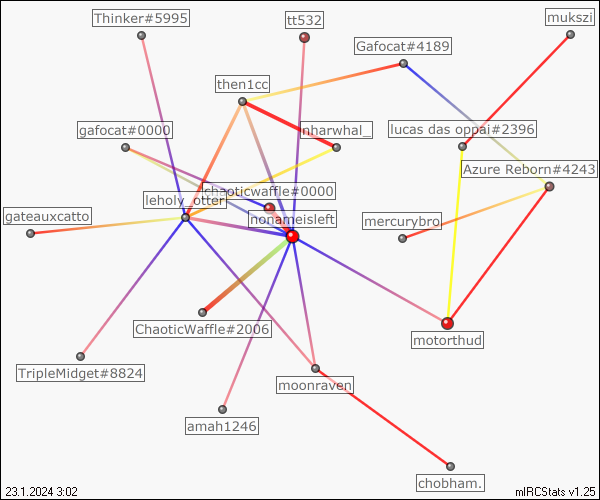 Thinker#5995
tt532
mukszi
Gafocat#4189
then1cc
gafocat#0000
nharwhal_
lucas das oppai#2396
Azure Reborn#4243
chaoticwaffle#0000
leholy_otter
gateauxcatto
nonameisleft
mercurybro
ChaoticWaffle#2006
motorthud
TripleMidget#8824
moonraven
amah1246
chobham.
23.1.2024 3:02
mIRCStats v1.25